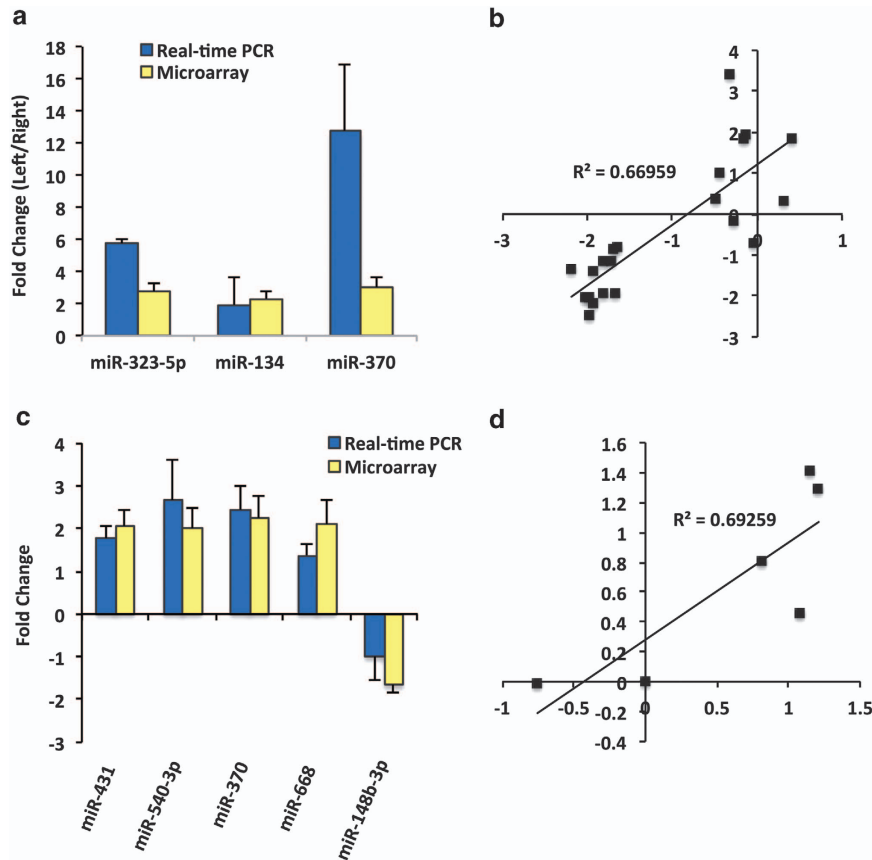 a
Fold Change (Left/Right)
18
16
14
12
10
8
6
4
2
0
Real-time PCR
Microarray
miR-323-5p miR-134 miR-370
b
4
3
2
1
0
-1
-2
-3
R² = 0.66959
-3 -2 -1 0 1
c
Fold Change
4
3
2
1
0
-1
-2
-3
Real-time PCR
Microarray
miR-431
miR-540-3p
miR-370
miR-668
miR-148b-3p
d
1.6
1.4
1.2
1
0.8
0.6
0.4
0.2
0
-0.2
-0.4
R² = 0.69259
-1 -0.5 0 0.5 1 1.5